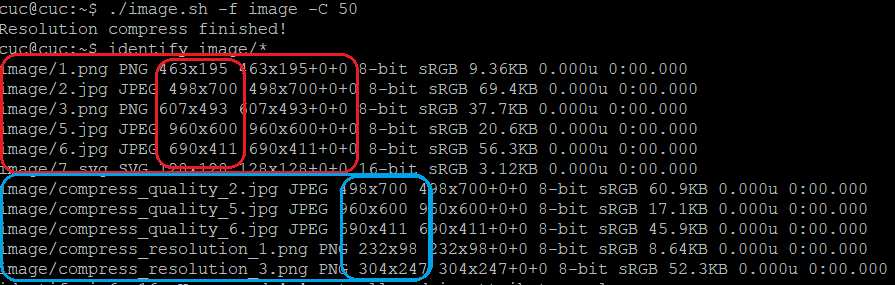 cuc@cuc:~$ ./image.sh -f image -C 50
Resolution compress finished!
cuc@cuc:~$ identify image/*
image/1.png PNG 463x195 463x195+0+0 8-bit sRGB 9.36KB 0.000u 0:00.000
image/2.jpg JPEG 498x700 498x700+0+0 8-bit sRGB 69.4KB 0.000u 0:00.000
image/3.png PNG 607x493 607x493+0+0 8-bit sRGB 37.7KB 0.000u 0:00.000
image/5.jpg JPEG 960x600 960x600+0+0 8-bit sRGB 20.6KB 0.000u 0:00.000
image/6.jpg JPEG 690x411 690x411+0+0 8-bit sRGB 56.3KB 0.000u 0:00.000
image/7.svg SVG 128x128 128x128+0+0 16-bit sRGB 3.12KB 0.000u 0:00.000
image/compress_quality_2.jpg JPEG 498x700 498x700+0+0 8-bit sRGB 60.9KB 0.000u 0:00.000
image/compress_quality_5.jpg JPEG 960x600 960x600+0+0 8-bit sRGB 17.1KB 0.000u 0:00.000
image/compress_quality_6.jpg JPEG 690x411 690x411+0+0 8-bit sRGB 45.9KB 0.000u 0:00.000
image/compress_resolution_1.png PNG 232x98 232x98+0+0 8-bit sRGB 8.64KB 0.000u 0:00.000
image/compress_resolution_3.png PNG 304x247 304x247+0+0 8-bit sRGB 52.3KB 0.000u 0:00.000